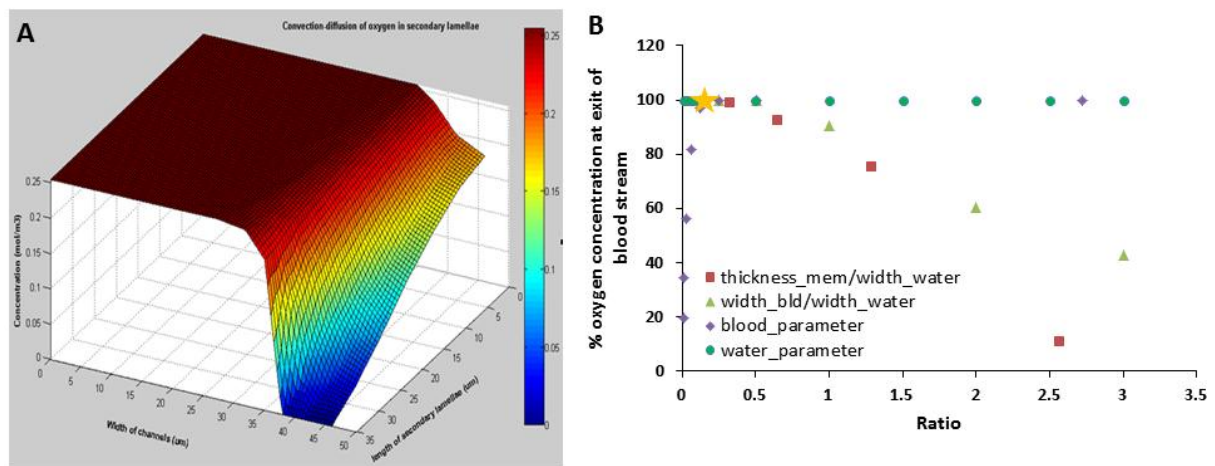 A
Convection-diffusion of oxygen in secondary lamellae
Concentration (mol/m3)
0.25
0.2
0.15
0.1
0.05
0
0
5
10
15
20
25
30
35
40
45
50
Width of channels (um)
35
30
25
20
15
10
5
0
length of secondary lamellae (um)
0.25
0.2
0.15
0.1
0.05
0
B
% oxygen concentration at exit of
blood stream
120
100
80
60
40
20
0
thickness_mem/width_water
width_bld/width_water
blood_parameter
water_parameter
0 0.5 1 1.5 2 2.5 3 3.5
Ratio